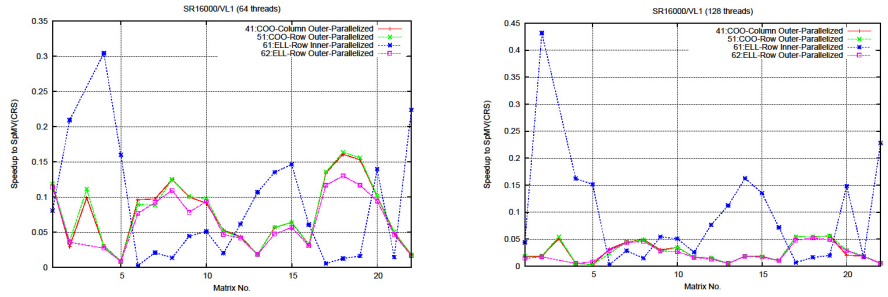 SR16000/VL1 (64 threads)
41:COO-Column Outer-Parallelized
51:COO-Row Outer-Parallelized
61:ELL-Row Inner-Parallelized
62:ELL-Row Outer-Parallelized
Speedup to SpMV(CRS)
0.35
0.3
0.25
0.2
0.15
0.1
0.05
0
5
10
15
20
Matrix No.
SR16000/VL1 (128 threads)
41:COO-Column Outer-Parallelized
51:COO-Row Outer-Parallelized
61:ELL-Row Inner-Parallelized
62:ELL-Row Outer-Parallelized
Speedup to SpMV(CRS)
0.45
0.4
0.35
0.3
0.25
0.2
0.15
0.1
0.05
0
5
10
15
20
Matrix No.